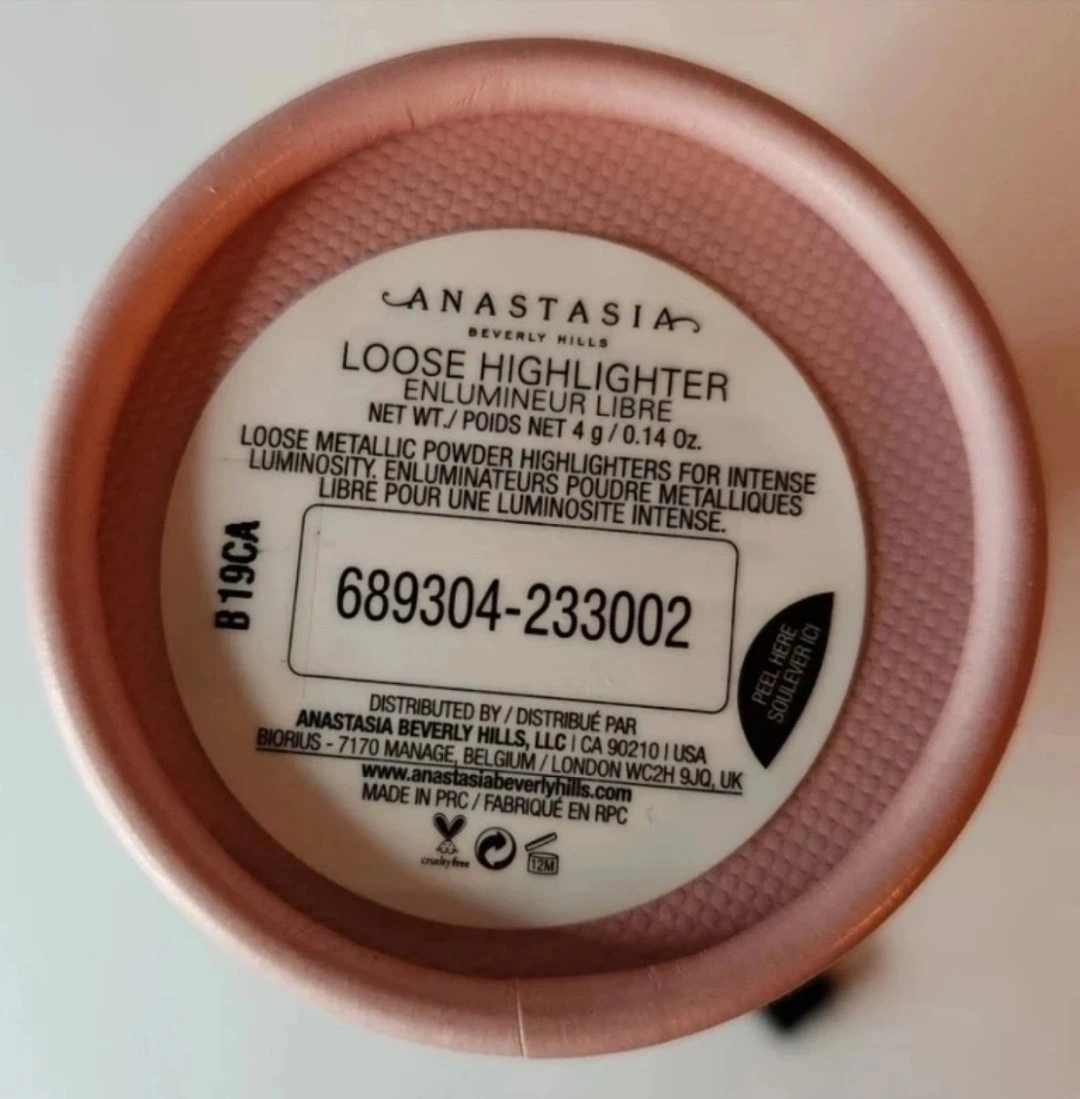 ANASTASIA
BEVERLY HILLS
LOOSE HIGHLIGHTER
ENLUMINEUR LIBRE
NET WT./ POIDS NET 4 g / 0.14 Oz.
LOOSE METALLIC POWDER HIGHLIGHTERS FOR INTENSE
LUMINOSITY. ENLUMINATEURS POUDRE METALLIQUES
LIBRE POUR UNE LUMINOSITE INTENSE.
B 19CA
689304-233002
PEEL HERE
SOULEVER ICI
DISTRIBUTED BY / DISTRIBUÉ PAR
ANASTASIA BEVERLY HILLS, LLC | CA 90210 | USA
BIORIUS - 7170 MANAGE, BELGIUM / LONDON WC2H 9JQ, UK
www.anastasiabeverlyhills.com
MADE IN PRC / FABRIQUÉ EN RPC
cruelty free
12M